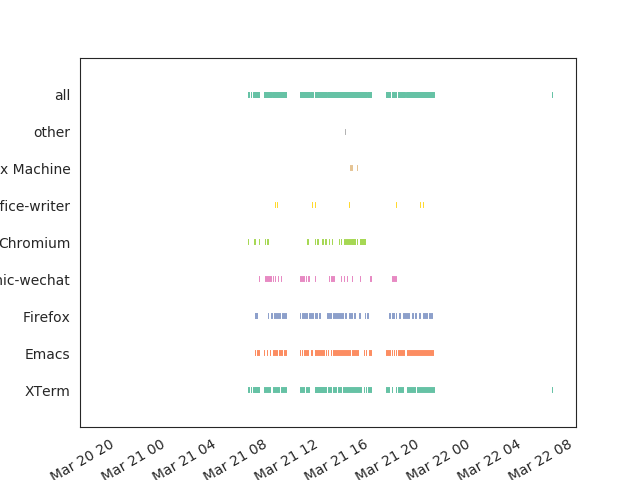 all
other
x Machine
fice-writer
Chromium
nic-wechat
Firefox
Emacs
XTerm
Mar 20 20
Mar 21 00
Mar 21 04
Mar 21 08
Mar 21 12
Mar 21 16
Mar 21 20
Mar 22 00
Mar 22 04
Mar 22 08